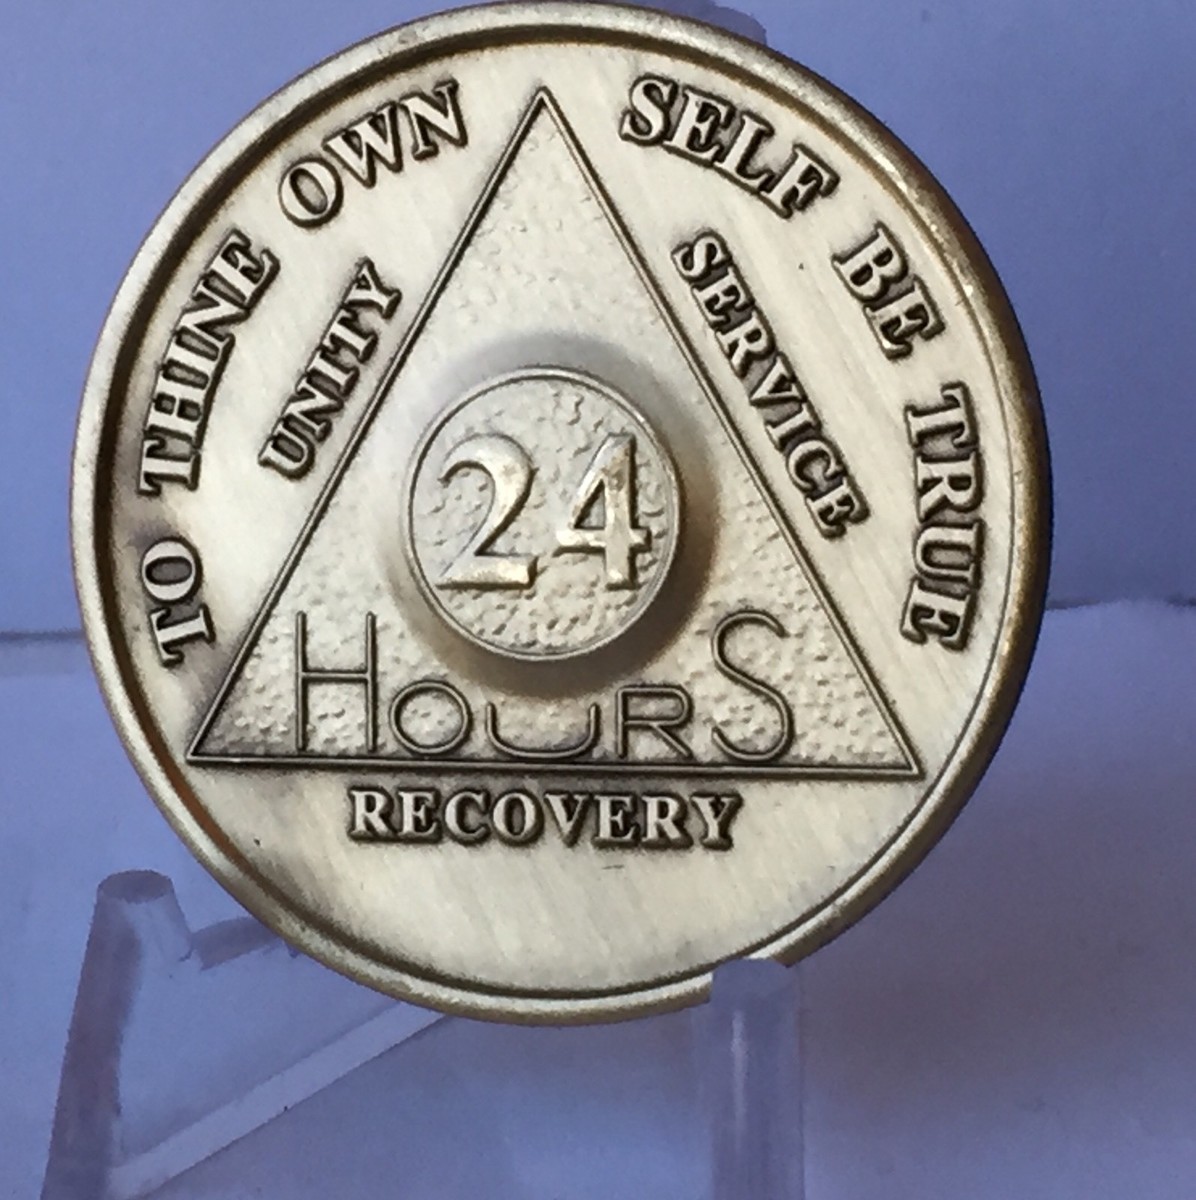 TO THINE OWN SELF BE TRUE
UNITY
SERVICE
24
HOURS
RECOVERY